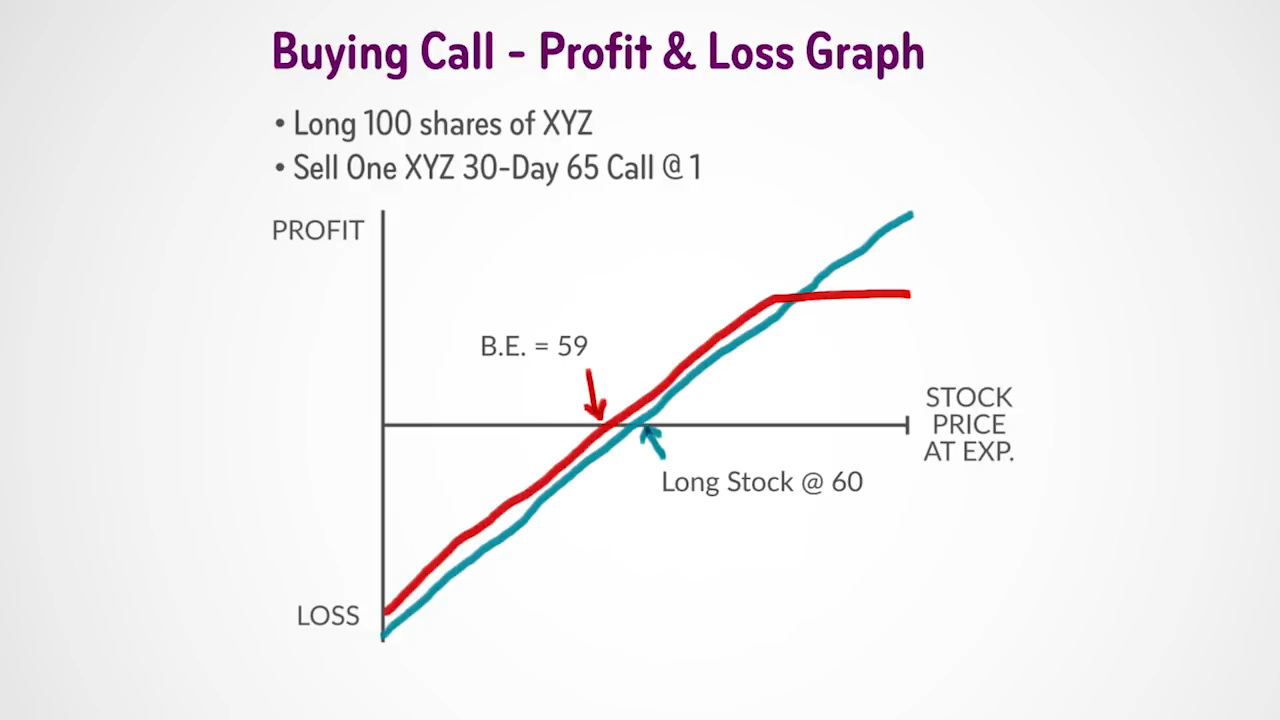 Buying Call - Profit & Loss Graph
• Long 100 shares of XYZ
• Sell One XYZ 30-Day 65 Call @ 1
PROFIT
B.E. = 59
STOCK
PRICE
AT EXP.
Long Stock @ 60
LOSS